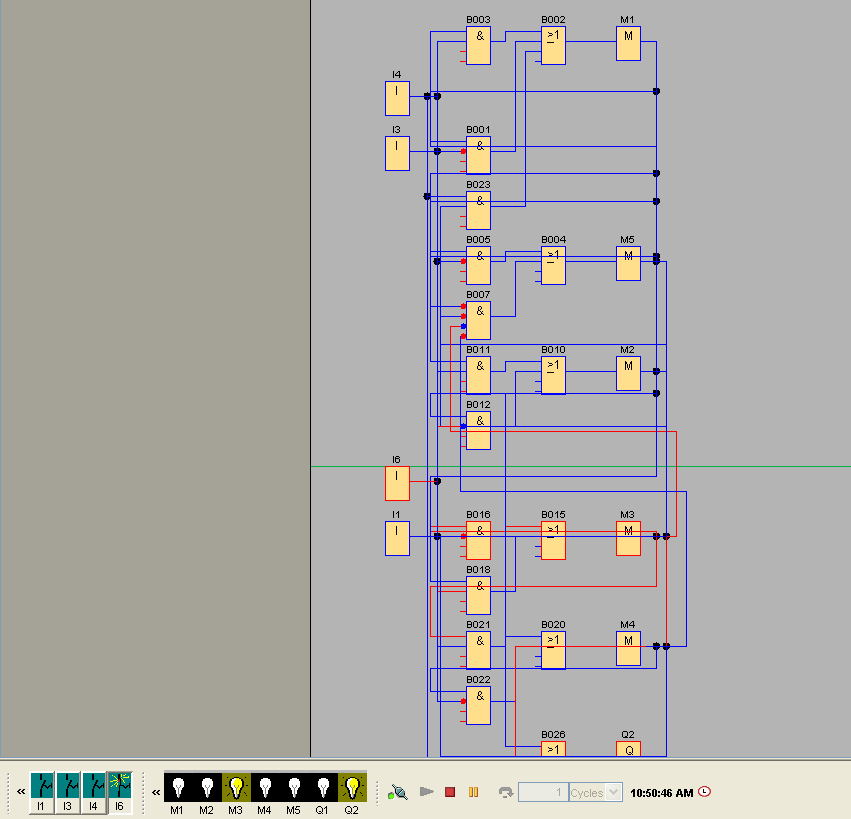 B003 B002 M1
& >1 M
I4
I
I3 B001
I &
B023
&
B005 B004 M5
& >1 M
B007
&
B011 B010 M2
& >1 M
B012
&
I6
I
I1 B016 B015 M3
I & >1 M
B018
&
B021 B020 M4
& >1 M
B022
&
B026 Q2
>1 Q
« I1 I3 I4 I6 « M1 M2 M3 M4 M5 Q1 Q2 1 Cycles 10:50:46 AM